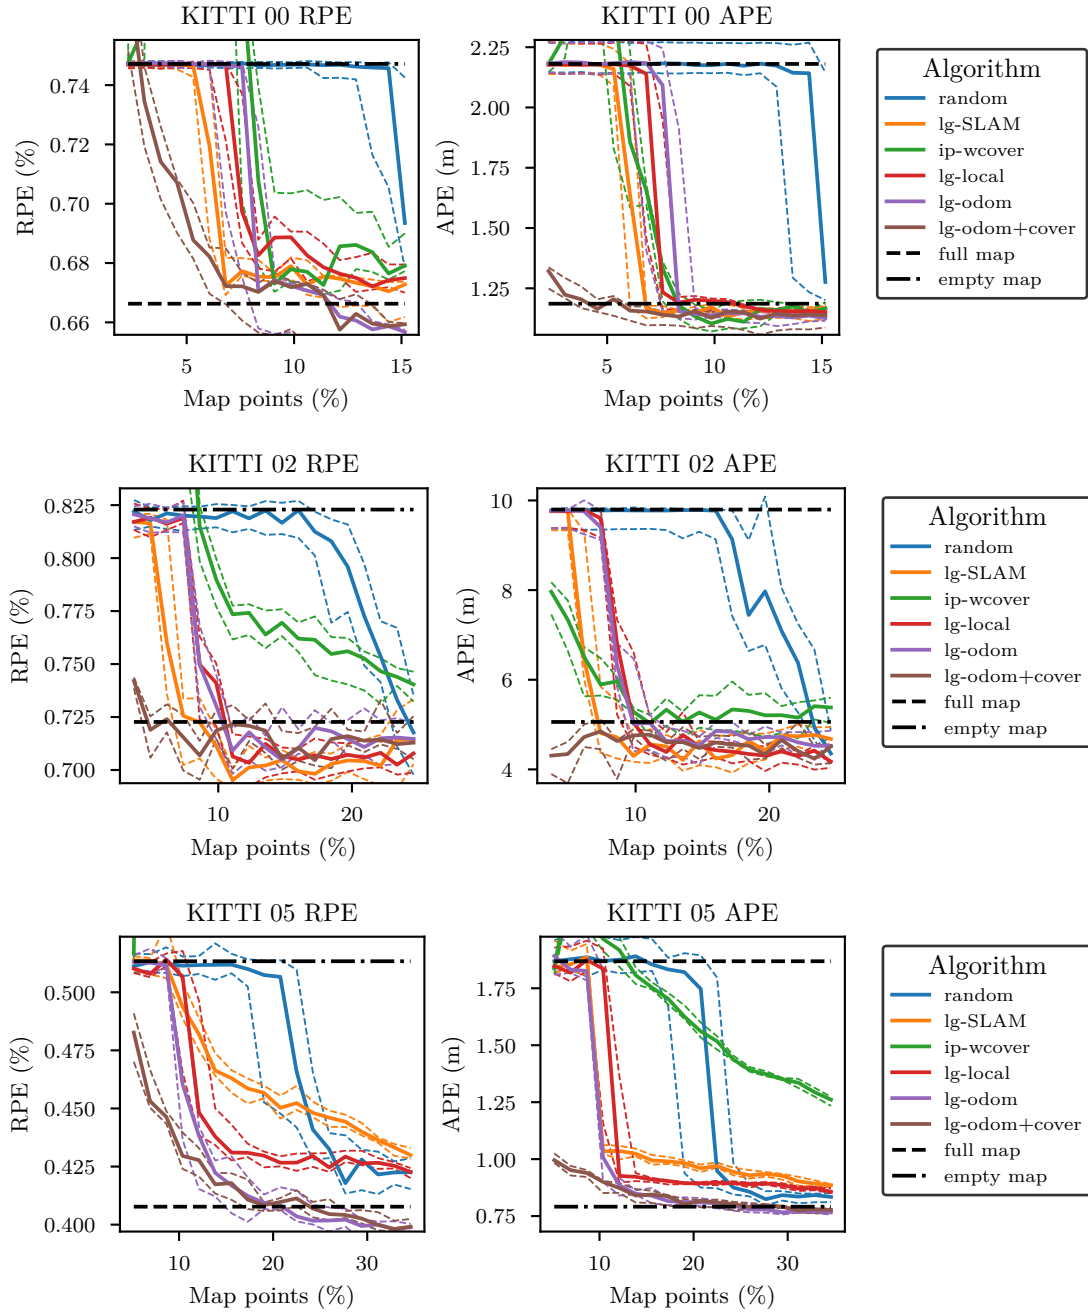 KITTI 00 RPE
RPE (%)
0.74
0.72
0.70
0.68
0.66
5
10
15
Map points (%)
KITTI 00 APE
APE (m)
2.25
2.00
1.75
1.50
1.25
5
10
15
Map points (%)
Algorithm
random
lg-SLAM
ip-wcover
lg-local
lg-odom
lg-odom+cover
full map
empty map
KITTI 02 RPE
RPE (%)
0.825
0.800
0.775
0.750
0.725
0.700
10
20
Map points (%)
KITTI 02 APE
APE (m)
10
8
6
4
10
20
Map points (%)
Algorithm
random
lg-SLAM
ip-wcover
lg-local
lg-odom
lg-odom+cover
full map
empty map
KITTI 05 RPE
RPE (%)
0.500
0.475
0.450
0.425
0.400
10
20
30
Map points (%)
KITTI 05 APE
APE (m)
1.75
1.50
1.25
1.00
0.75
10
20
30
Map points (%)
Algorithm
random
lg-SLAM
ip-wcover
lg-local
lg-odom
lg-odom+cover
full map
empty map